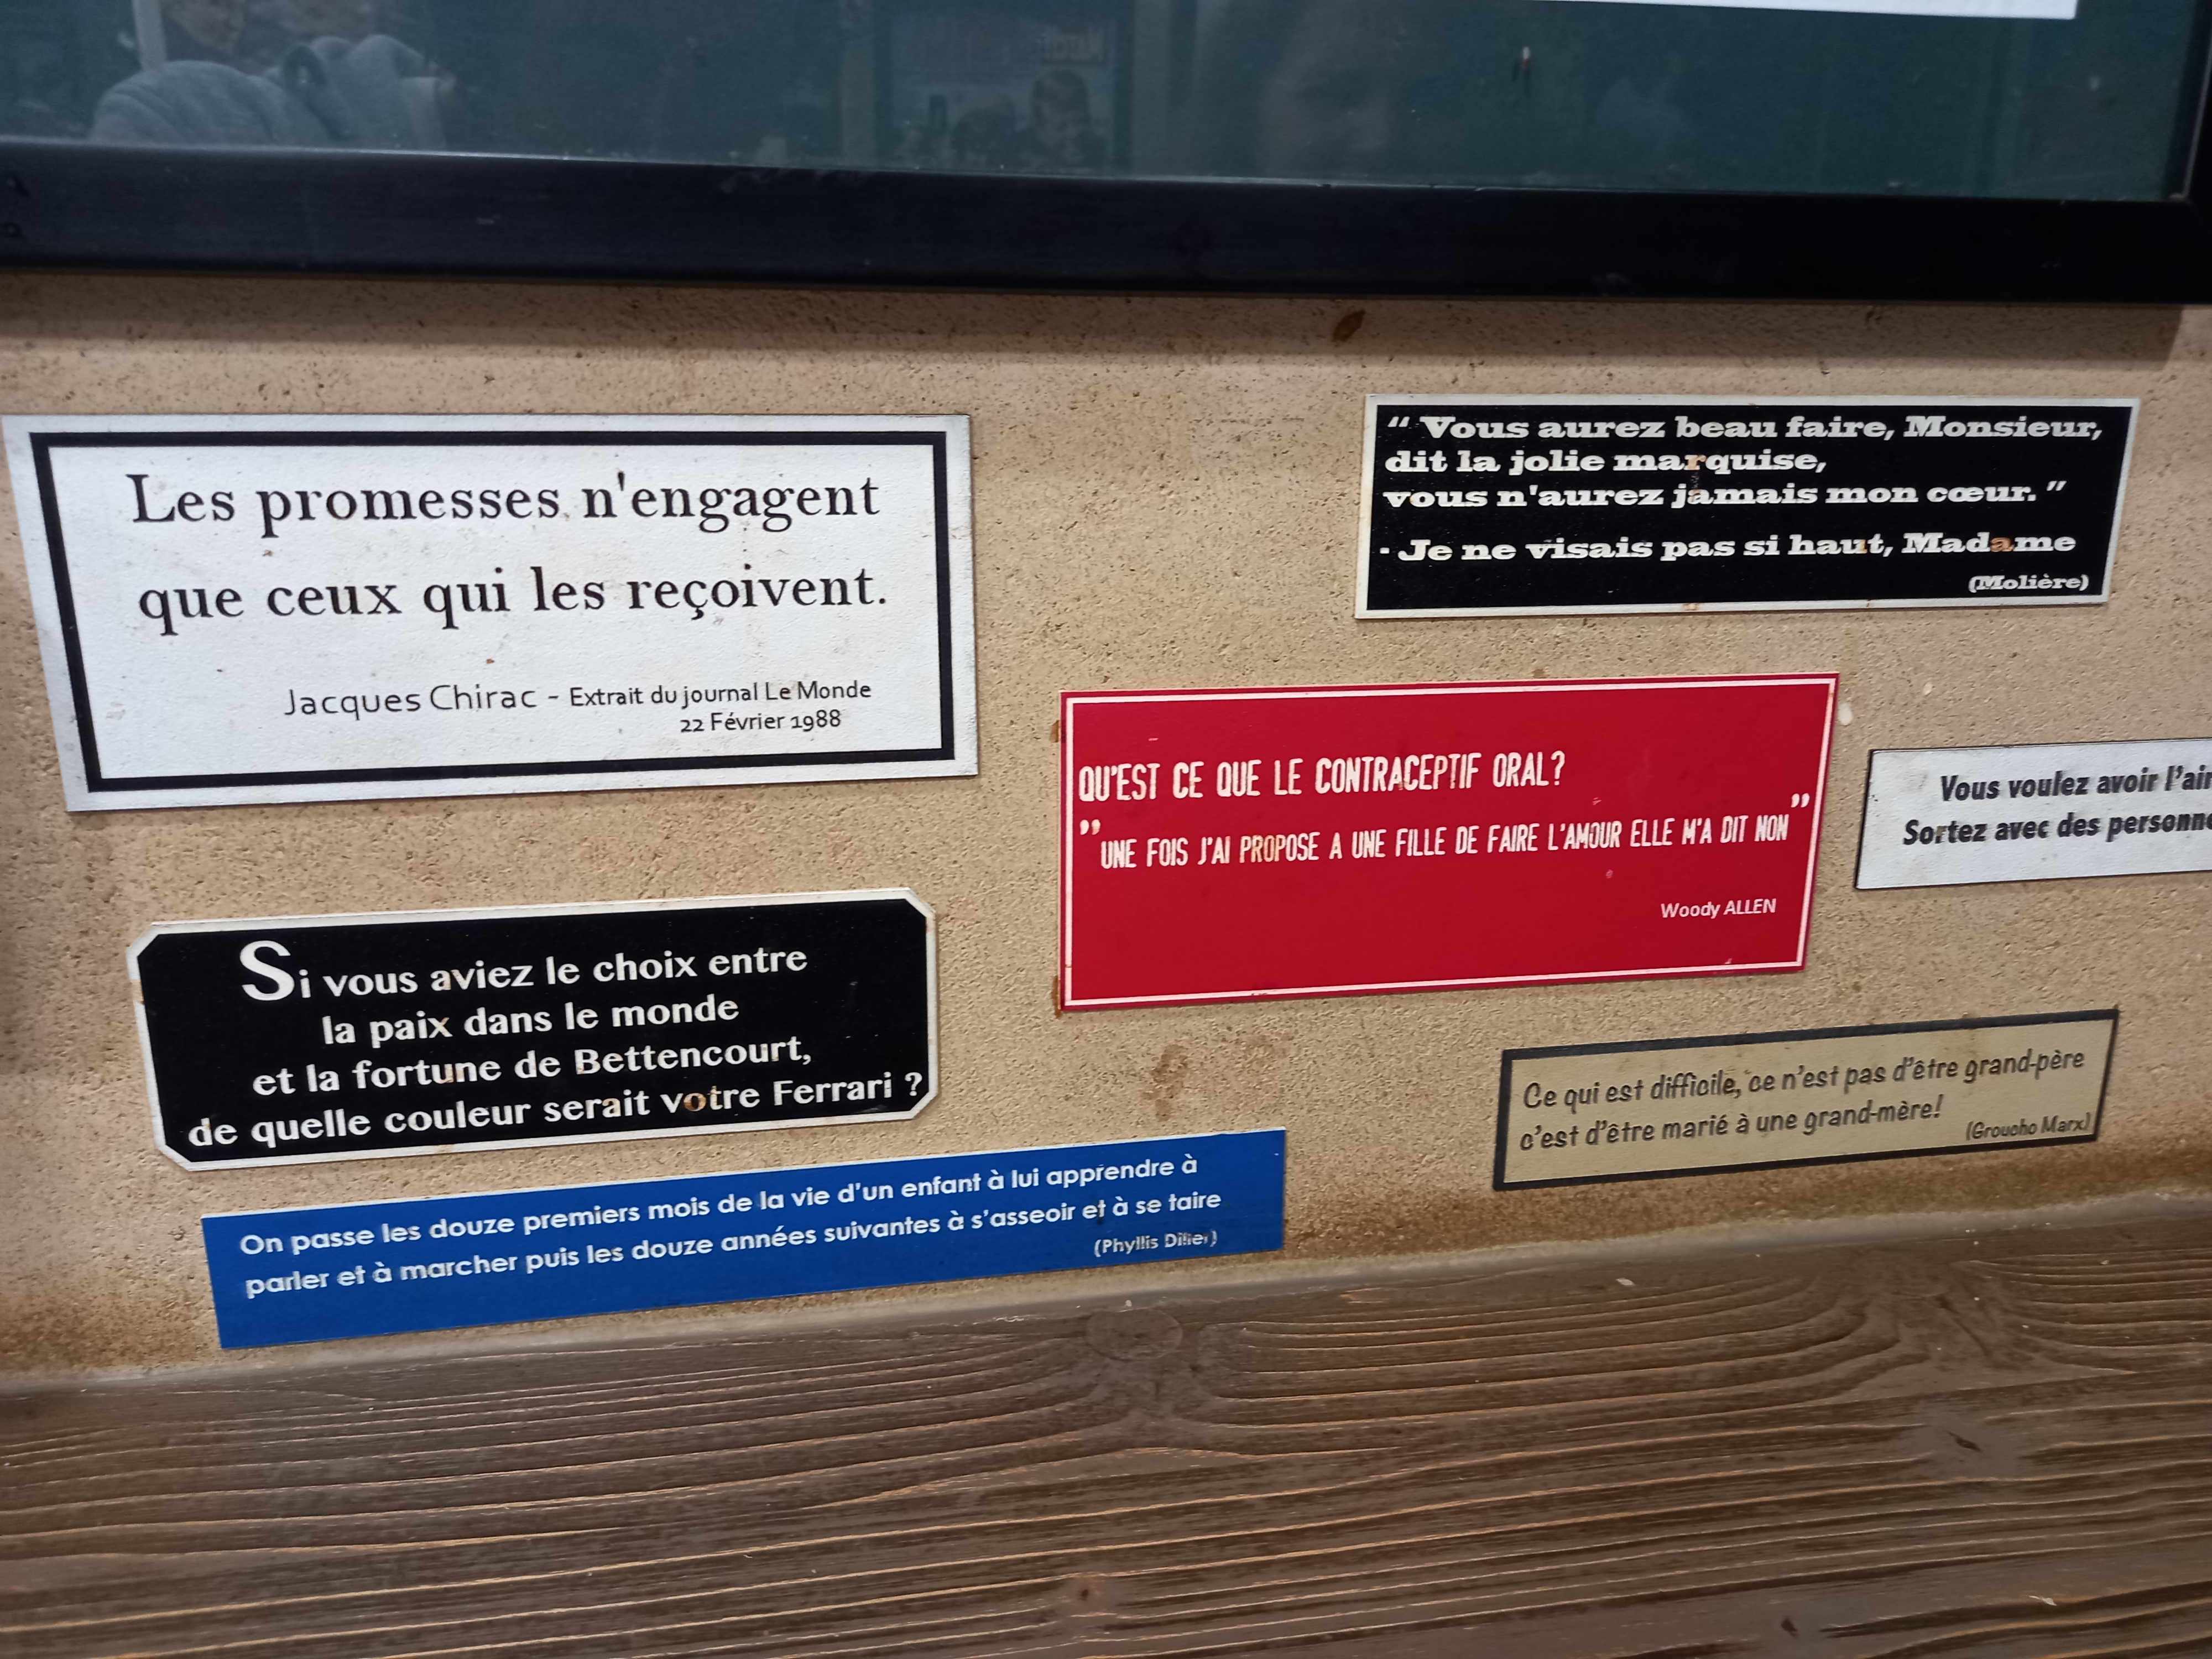 Les promesses n'engagent
que ceux qui les reçoivent.
Jacques Chirac - Extrait du journal Le Monde
22 Février 1988
" Vous aurez beau faire, Monsieur,
dit la jolie marquise,
vous n'aurez jamais mon cœur. "
- Je ne visais pas si haut, Madame
(Molière)
QU'EST CE QUE LE CONTRACEPTIF ORAL?
" UNE FOIS J'AI PROPOSE A UNE FILLE DE FAIRE L'AMOUR ELLE M'A DIT NON "
Woody ALLEN
Vous voulez avoir l'air
Sortez avec des
Si vous aviez le choix entre
la paix dans le monde
et la fortune de Bettencourt,
de quelle couleur serait votre Ferrari ?
Ce qui est difficile, ce n'est pas d'être grand-père
c'est d'être marié à une grand-mère!
(Groucho Marx)
On passe les douze premiers mois de la vie d'un enfant à lui apprendre à
parler et à marcher puis les douze années suivantes à s'asseoir et à se taire
(Phyllis Diller)